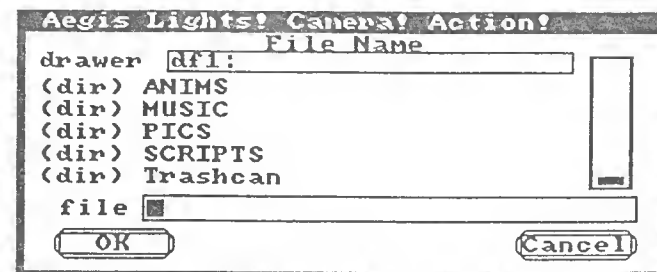 Aegis Lights! Camera! Action!
File Name
drawer df1:
(dir) ANIMS
(dir) MUSIC
(dir) PICS
(dir) SCRIPTS
(dir) Trashcan
file
OK Cancel